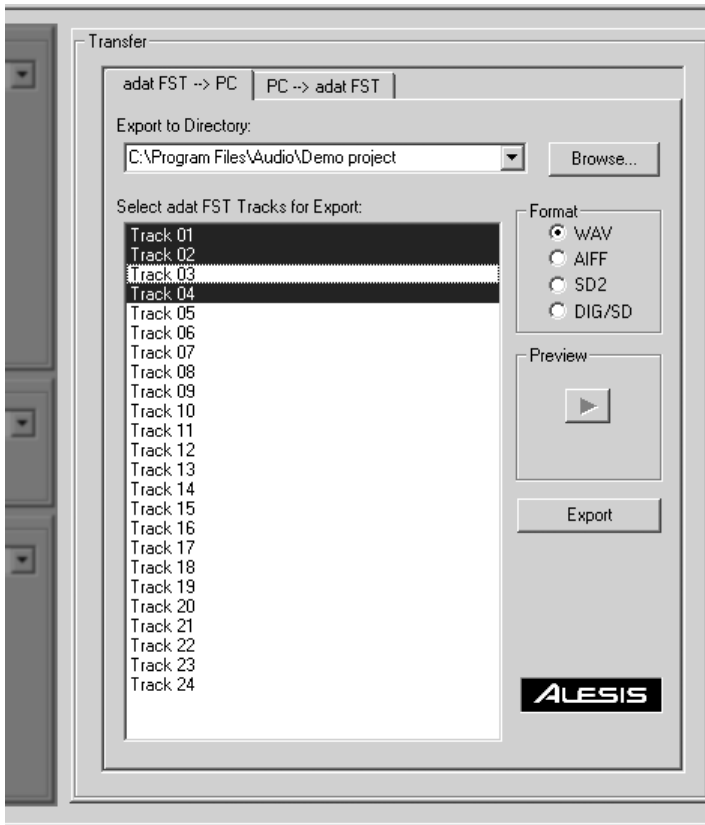 Transfer
adat FST --> PC
PC --> adat FST
Export to Directory:
C:\Program Files\Audio\Demo project
Browse...
Select adat FST Tracks for Export:
Track 01
Track 02
Track 03
Track 04
Track 05
Track 06
Track 07
Track 08
Track 09
Track 10
Track 11
Track 12
Track 13
Track 14
Track 15
Track 16
Track 17
Track 18
Track 19
Track 20
Track 21
Track 22
Track 23
Track 24
Format
WAV
AIFF
SD2
DIG/SD
Preview
Export
ALESIS